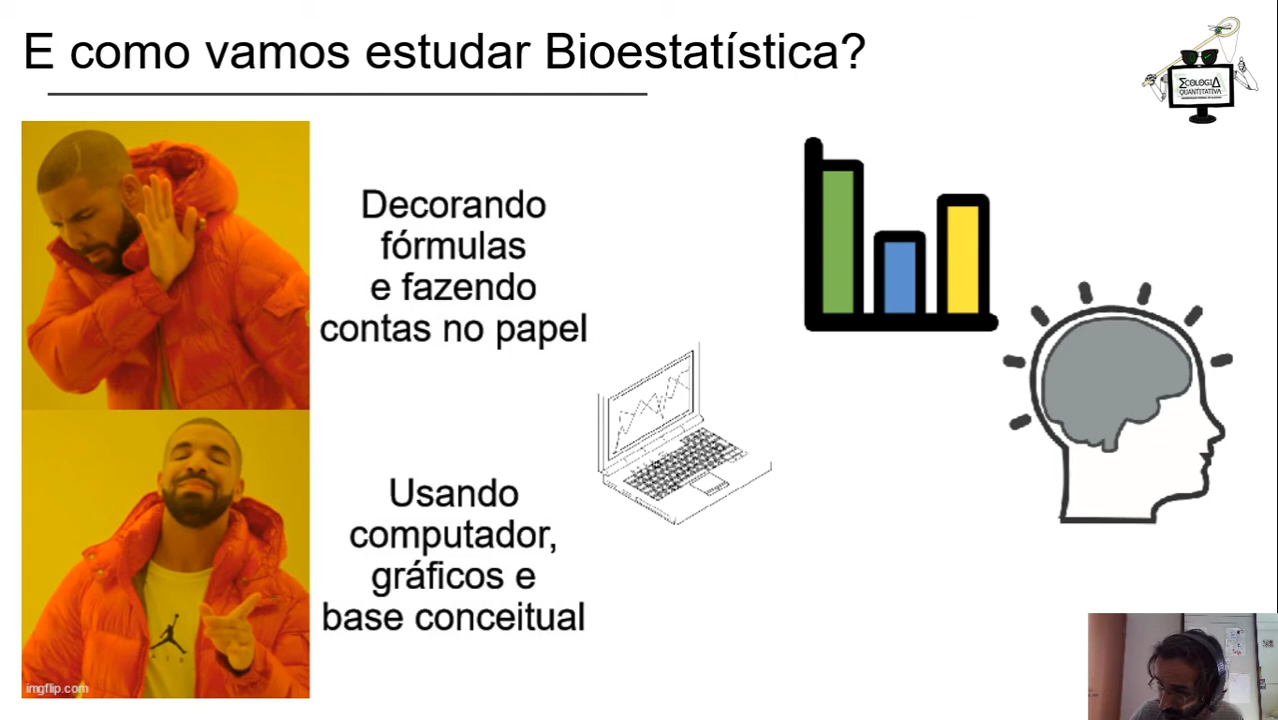 E como vamos estudar Bioestatística?
ECOLOGIA
QUANTITATIVA
Decorando
fórmulas
e fazendo
contas no papel
Usando
computador,
gráficos e
base conceitual
imgflip.com